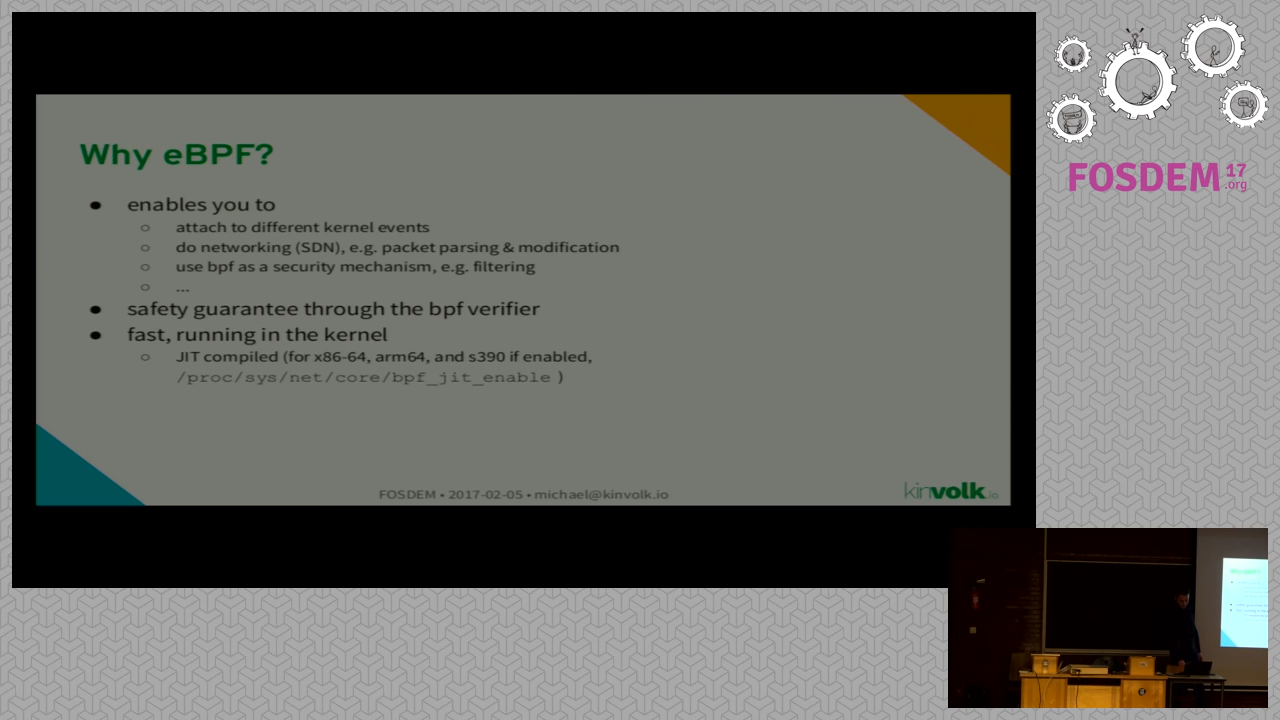 Why eBPF?
● enables you to
○ attach to different kernel events
○ do networking (SDN), e.g. packet parsing & modification
○ use bpf as a security mechanism, e.g. filtering
○ ...
● safety guarantee through the bpf verifier
● fast, running in the kernel
○ JIT compiled (for x86-64, arm64, and s390 if enabled,
/proc/sys/net/core/bpf_jit_enable )
FOSDEM • 2017-02-05 • michael@kinvolk.io
kinvolk.io
FOSDEM 17
.org